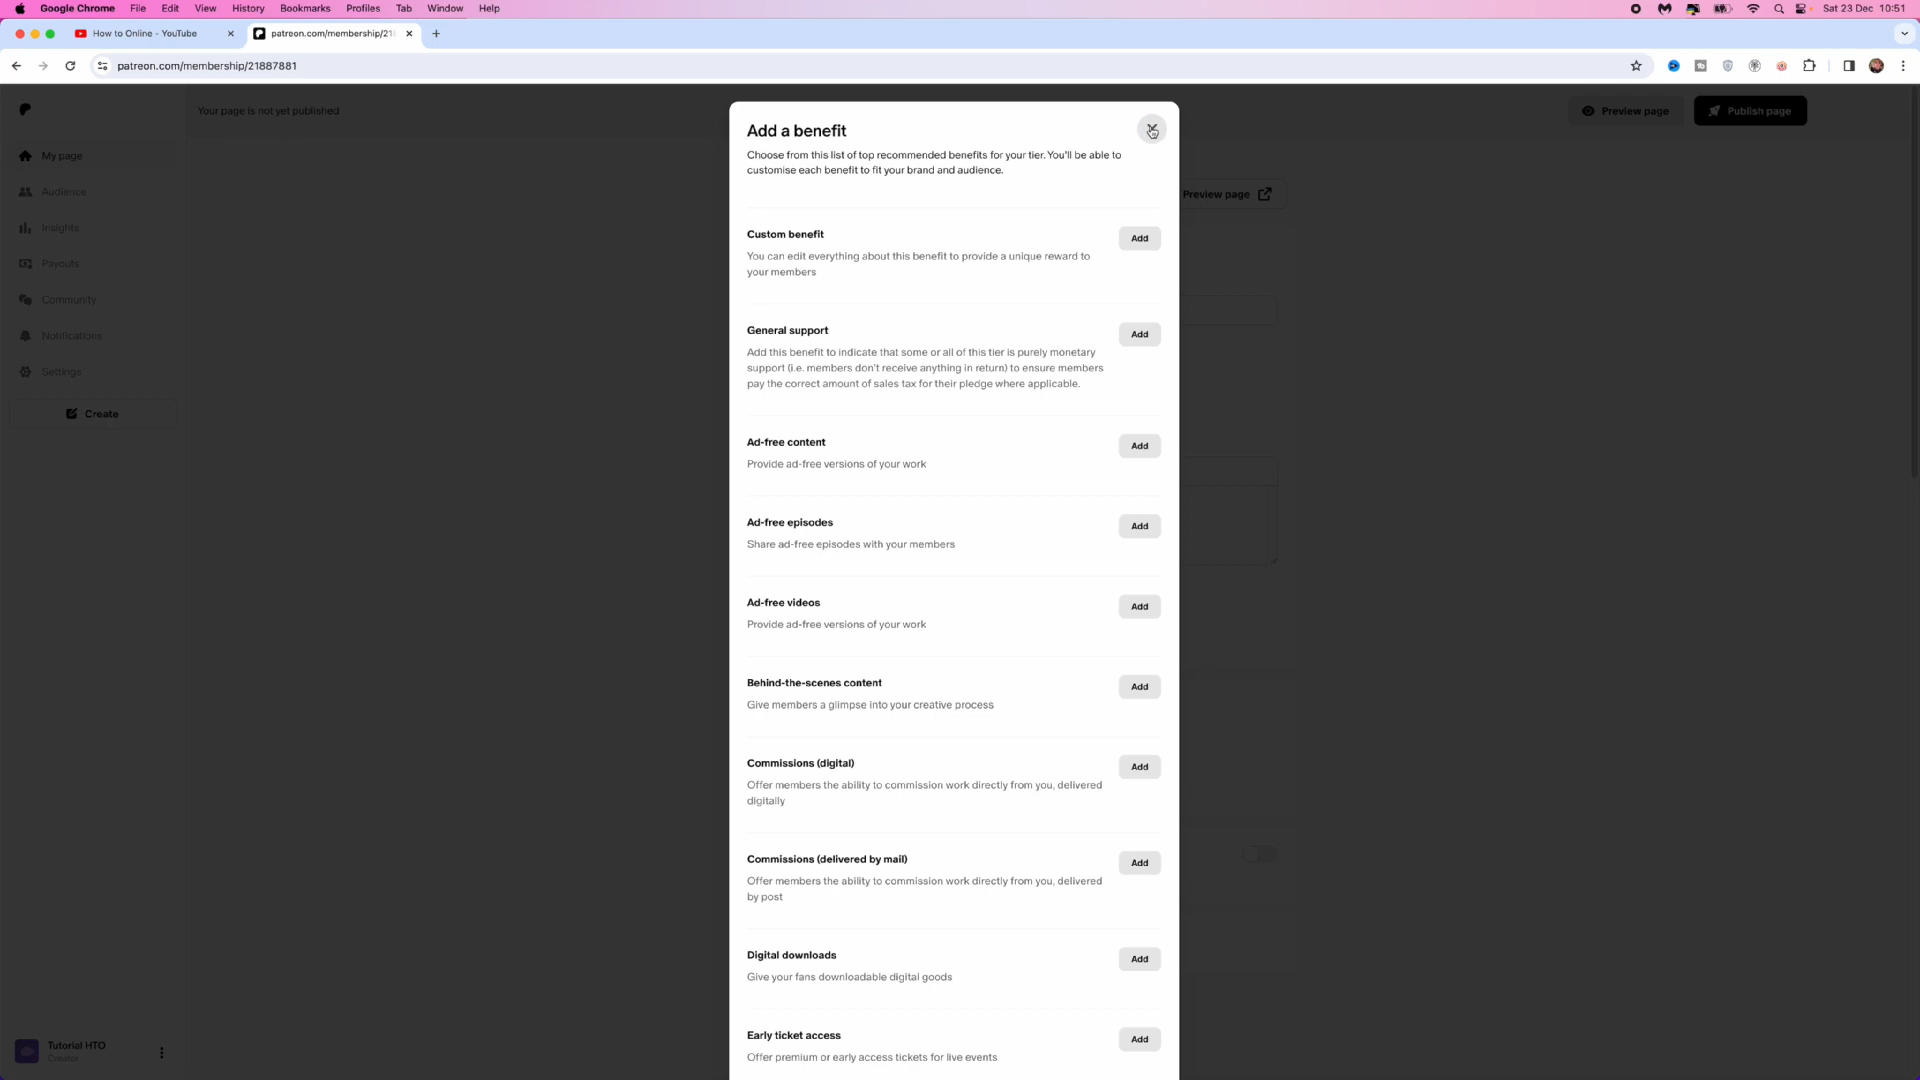 Google Chrome File Edit View History Bookmarks Profiles Tab Window Help Sat 23 Dec 10:51
How to Online - YouTube patreon.com/membership/218
patreon.com/membership/21887881
Your page is not yet published
Preview page
Publish page
My page
Audience
Insights
Payouts
Community
Notifications
Settings
Create
Preview page
Add a benefit
Choose from this list of top recommended benefits for your tier. You'll be able to
customise each benefit to fit your brand and audience.
Custom benefit
Add
You can edit everything about this benefit to provide a unique reward to
your members
General support
Add
Add this benefit to indicate that some or all of this tier is purely monetary
support (i.e. members don't receive anything in return) to ensure members
pay the correct amount of sales tax for their pledge where applicable.
Ad-free content
Add
Provide ad-free versions of your work
Ad-free episodes
Add
Share ad-free episodes with your members
Ad-free videos
Add
Provide ad-free versions of your work
Behind-the-scenes content
Add
Give members a glimpse into your creative process
Commissions (digital)
Add
Offer members the ability to commission work directly from you, delivered
digitally
Commissions (delivered by mail)
Add
Offer members the ability to commission work directly from you, delivered
by post
Digital downloads
Add
Give your fans downloadable digital goods
Early ticket access
Add
Offer premium or early access tickets for live events
Tutorial HTO
Creator